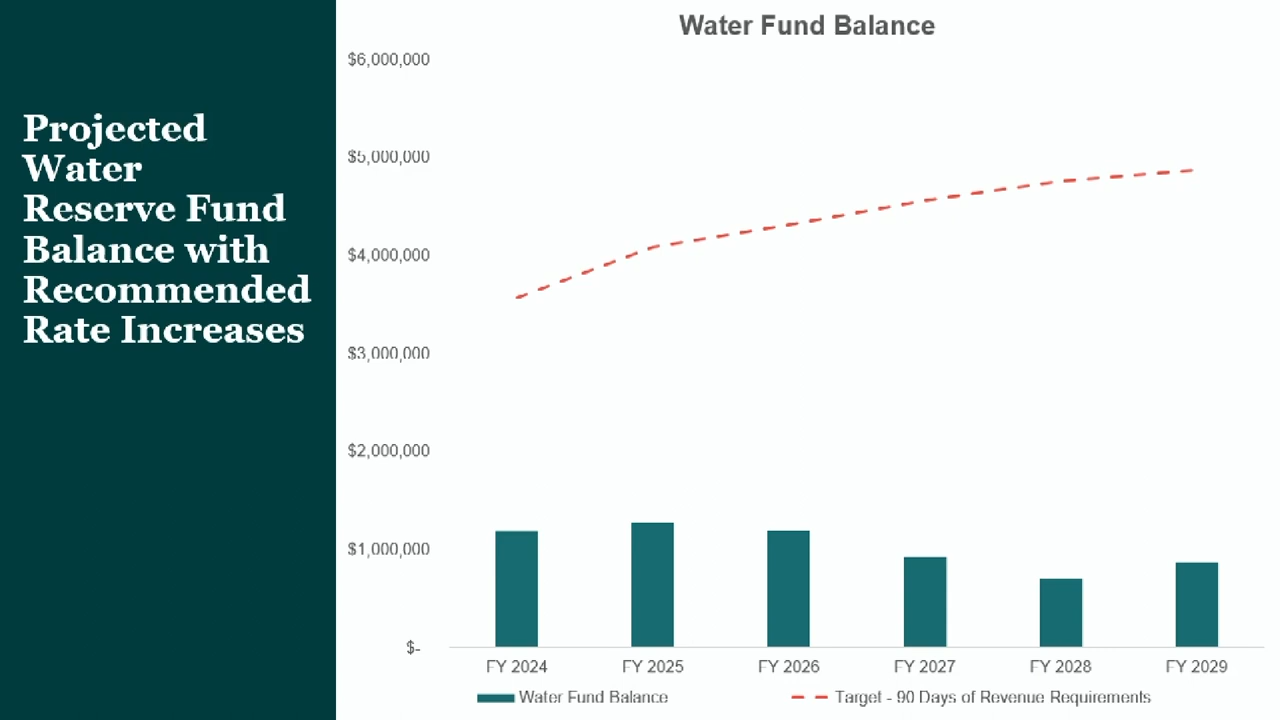 Projected
Water
Reserve Fund
Balance with
Recommended
Rate Increases
Water Fund Balance
$6,000,000
$5,000,000
$4,000,000
$3,000,000
$2,000,000
$1,000,000
$-
FY 2024 FY 2025 FY 2026 FY 2027 FY 2028 FY 2029
Water Fund Balance Target - 90 Days of Revenue Requirements